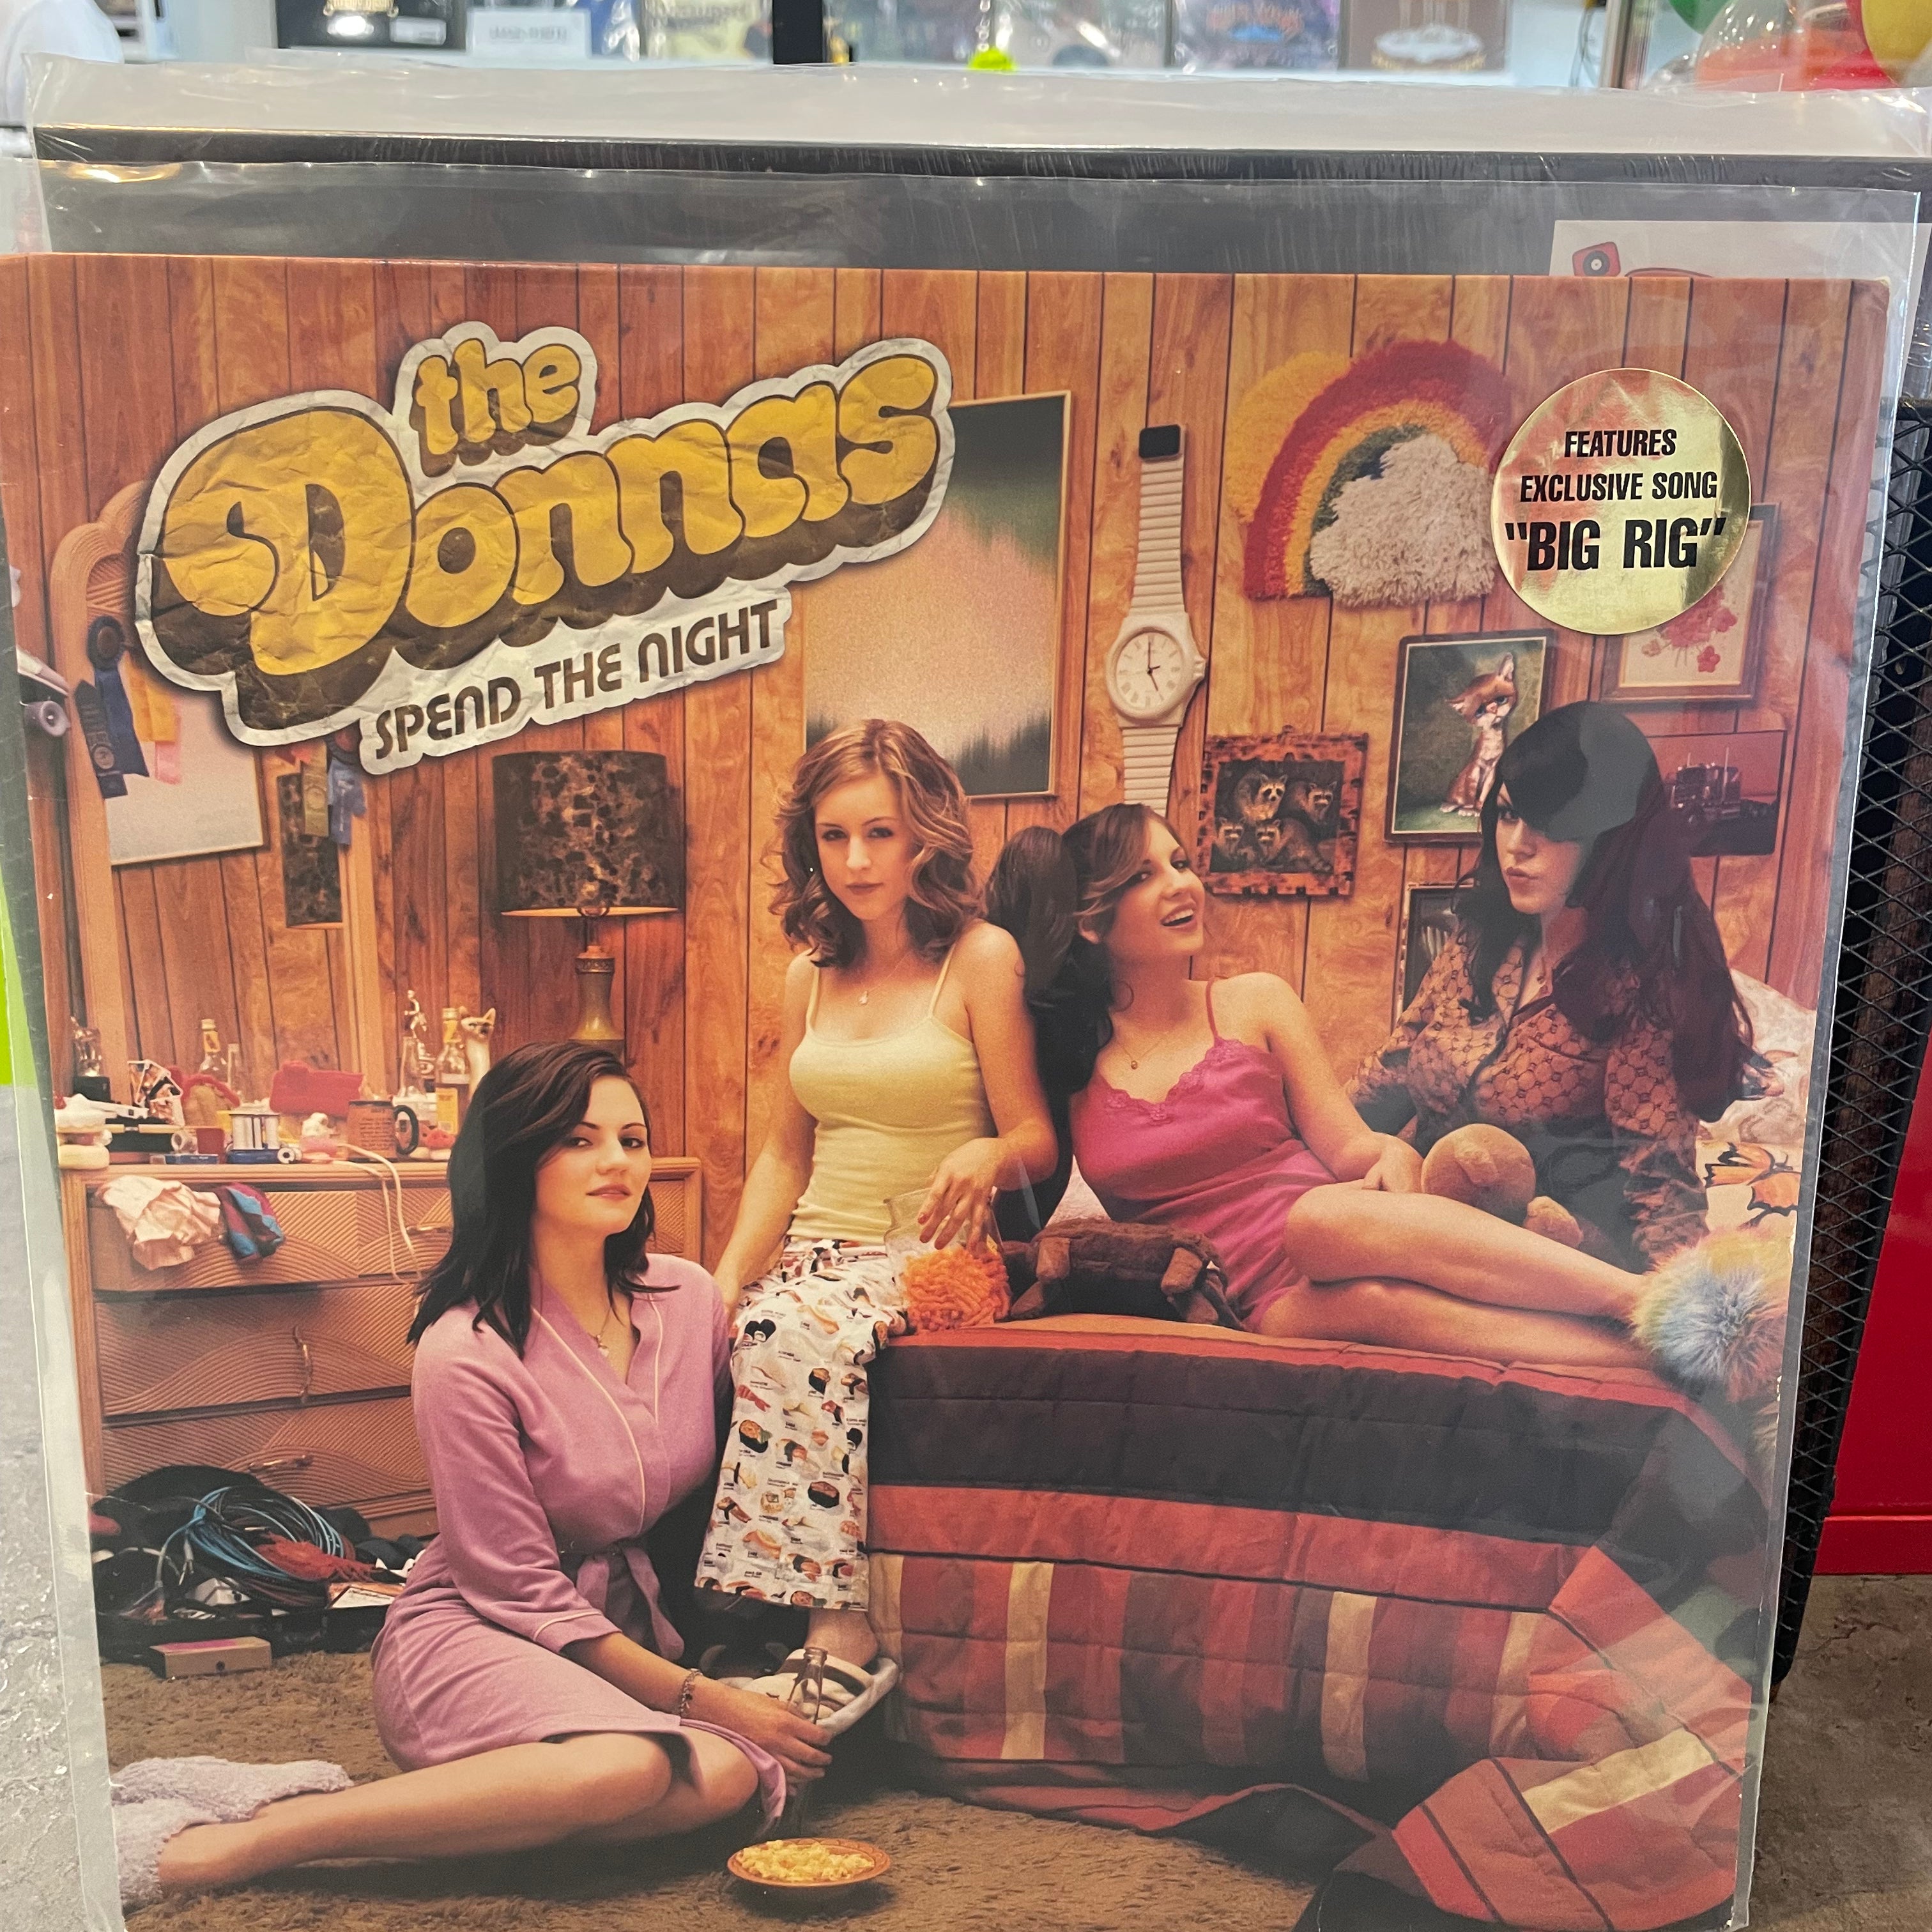 the
Donnas
SPEND THE NIGHT
FEATURES
EXCLUSIVE SONG
"BIG RIG"